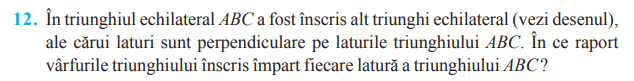 12. În triunghiul echilateral ABC a fost înscris alt triunghi echilateral (vezi desenul),
ale cărui laturi sunt perpendiculare pe laturile triunghiului ABC. În ce raport
vârfurile triunghiului înscris împart fiecare latură a triunghiului ABC?